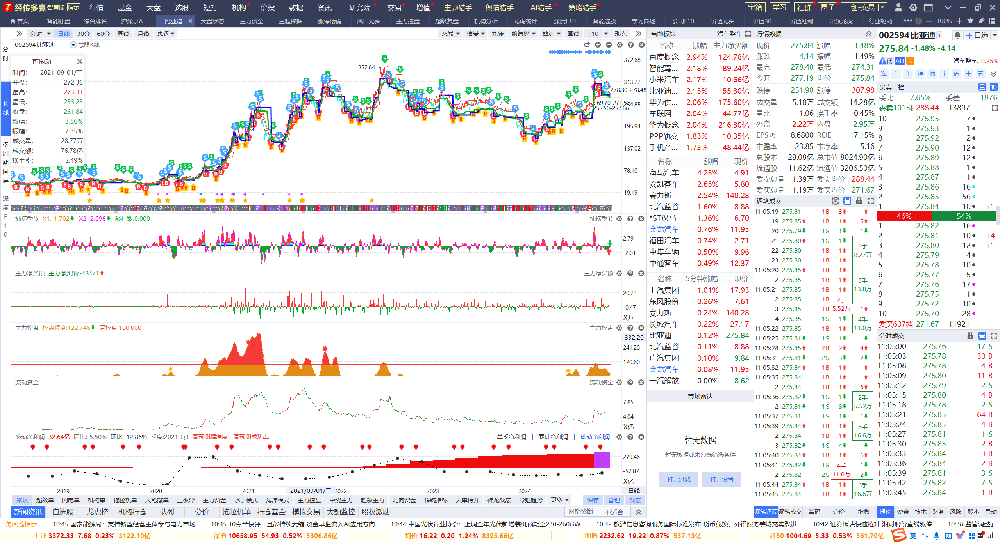 经传多赢 智尊版 演示 行情 基金 大盘 选股 短打 机构 价投 数据 资讯 研究院 交易 增值 主题猎手 舆情猎手 AI猎手 策略猎手 宝箱 学习 社群 圈子 一创-交易
首页 智能盯盘 综合排名 沪深京A... 比亚迪 大盘状态 主力资金 主题挖掘 涨停棱镜 风口龙头 主力控盘 超级复盘 机构分析 龙虎统计 深度F10 智能选股 学习园地 公司F10 价值龙头 价值30 价值红利 帮派龙虎 行业轮动 100%
分时 日线 30分 60分 周线 月线 更多 交易 信号 九转 前复权 叠加 画线 F10 形态
002594 比亚迪 慧眼K线
分时
K线
多周期同屏
深度F10
可拖动
时间: 2021-09-01/三
开盘: 272.36
最高: 273.31
最低: 253.28
收盘: 261.84
涨幅: -3.86%
振幅: 7.35%
成交量: 28.77万
成交额: 76.78亿
换手率: 2.49%
352.84
372.68
313.77
278.80-278.48
269.70-271.50
254.85
255.50-257.66
195.94
137.02
78.10
19.19
捕捞季节 X1:-1.702 X2:-2.098 彩柱数:0.000 捕捞季节
2.79
-2.01
主力净买额 主力净买额:-48471 主力净买额
20.73
-0.47
X万
主力控盘 控盘程度:122.746 高控盘:100.000 主力控盘
332.20
241.20
120.60
流动资金 流动资金
7.85
4.04
X亿
滚动净利润 32.64亿 同比:-5.50% 环比:-12.86% 季度:2021-Q3 高预测精准度，高预测成功率 单季净利润 累计净利润 滚动净利润
279.46
-52.87
X亿
2019 2020 2021 2021/09/01/三 2022 2023 2024 日线
默认 超级单 闪电单 机构单 拖拉机单 大笔撤单 三板斧 主力资金 水手模式 海洋模式 主力控盘 中线主力 超级主力 北向资金 传统指标 大单博弈 神龙战法 彩虹趋势 更多 保存 管理 战法
新闻资讯 自选股 龙虎榜 机构持仓 队列 分价 拖拉机单 持仓基金 模拟交易 大额监控 股权激励 网格诊断: 不适合
当前板块 汽车整车
名称 涨幅 主力净买额
百度概念 2.94% 124.78亿
智能驾... 2.18% 89.24亿
小米汽车 2.17% 10.66亿
比亚迪... 2.15% 55.30亿
华为供... 2.06% 175.60亿
车联网 2.04% 44.77亿
华为概念 2.04% 216.30亿
PPP轨交 1.83% 10.35亿
手机产... 1.73% 48.44亿
名称 涨幅 现价
海马汽车 4.25% 4.91
安凯客车 2.65% 5.80
赛力斯 2.54% 140.28
北汽蓝谷 1.60% 8.88
*ST汉马 1.36% 6.70
金龙汽车 0.76% 11.95
福田汽车 0.74% 2.71
中集车辆 0.50% 9.96
中通客车 0.49% 12.37
名称 5分钟涨幅 现价
上汽集团 1.01% 17.93
东风股份 0.26% 7.61
赛力斯 0.24% 140.28
长城汽车 0.22% 27.17
比亚迪 0.12% 275.84
北汽蓝谷 0.11% 8.88
广汽集团 0.10% 9.84
金龙汽车 0.08% 11.95
一汽解放 0.00% 8.62
市场雷达
暂无数据
暂无数据或未勾选筛选条件
打开过滤 打开设置
行情数据
现价 275.84 涨幅 -1.48%
涨跌 -4.14 振幅 1.49%
最高 278.48 最低 274.31
今开 277.19 均价 275.84
跌停 251.98 涨停 307.98
成交量 5.18万 成交额 14.28亿
量比 1.06 换手率 0.45%
外盘 2.22万 内盘 2.95万
EPS③ 8.6800 ROE 17.15%
市盈率 23.85 市净率 5.16
总股本 29.09亿 总市值 8024.90亿
流通股 11.62亿 流通值 3206.50亿
委卖总量 1.39万 委卖均价 288.44
委买总量 1.19万 委买均价 271.67
逐笔成交 量
11:05:19 275.81 1 B 3 1
19 275.85 1 B 1 5
20 275.79 1 S 1 1
21 275.80 1 S 1
22 275.80 1 B 1
23 275.80 1 B 1
3手
8.27万
11:05:20 275.85 1 B 1
2 275.85 1 B 1
11:05:21 275.85 1 B 1
5手
13.8万
2 275.85 1 B
3 275.85 1 B 1
2手
5.52万
4 275.85 1 S 1
11:05:22 275.85 1 B 1
4手
11.0万
11:05:25 275.81 1 S 1 1
11:05:28 275.85 2 B 2 4
11:05:31 275.81 2 S 3 2
11:05:32 275.84 1 B 1 1
11:05:35 275.84 1 B 1 1
2 275.84 1 B 1 6
11:05:36 275.82 1 S 1
2 275.81 1 S 3
2手
5.52万
11:05:37 275.81 1 S 1 1
11:05:39 275.84 1 B 1
2 275.84 1 B 1
6手
16.6万
3 275.82 1 S 4 1
11:05:40 275.84 1 B 1 6
11:05:41 275.82 1 S 1
2 275.82 2 S 2
4手
11.0万
11:05:44 275.84 1 B 1
11:05:45 275.84 1 B 1
6手
16.6万
逐笔还原 逐笔成交 筹码 分价 指数
002594 比亚迪 自选
275.84 -1.48% -4.14
低 AH R 汽车整车: 0.25%
海 主 主 神 捕 主 流 十 五
买卖十档 量 10
委比 -7.65% 委差 -1976
委卖1015档 288.44 13897
10 275.95 7
9 275.93 1
8 275.92 2
7 275.90 12
6 275.89 12
5 275.88 1
4 275.87 1
3 275.86 16
2 275.85 56
1 275.84 10 +1
46% 54%
1 275.82 16
2 275.81 10 +4
3 275.80 12 +1
4 275.79 4
5 275.78 10
6 275.77 5
7 275.76 17
8 275.75 1
9 275.72 10
10 275.70 28
委买607档 271.67 11921
分时成交 量
11:05:00 275.76 17 S
11:05:03 275.78 30 B
11:05:06 275.78 4 B
11:05:09 275.80 11 B
11:05:12 275.79 2 S
11:05:15 275.80 4 B
11:05:18 275.78 2 S
11:05:21 275.85 64 B
11:05:24 275.85 4 B
11:05:27 275.81 1 S
11:05:30 275.85 2 B
11:05:33 275.84 3 B
11:05:36 275.84 2 B
11:05:39 275.81 3 S
11:05:42 275.82 7 S
11:05:45 275.84 1 B
报价 资金 技术 财务 风险 股本 异动
务风险提示 10:45 国家能源局：支持新型经营主体参与电力市场 10:45 10点半快评：量能持续萎缩 资金早盘流入AI应用方向 10:44 中国光伏行业协会：上调全年光伏新增装机预期至230-260GW 10:42 旅游信息咨询服务国际标准发布 货币兑换、外语服务等均充实改进 10:42 证券板块快速拉升 湘财股份直线涨停 10:38 监管调整
上证 3372.33 7.68 0.23% 3122.10亿 深指 10658.95 54.93 0.52% 5306.86亿 均价 16.22 0.20 1.24% 8395.66亿 创指 2232.62 19.22 0.87% 537.13亿 科50 1004.69 5.33 0.53% 561.70亿 英